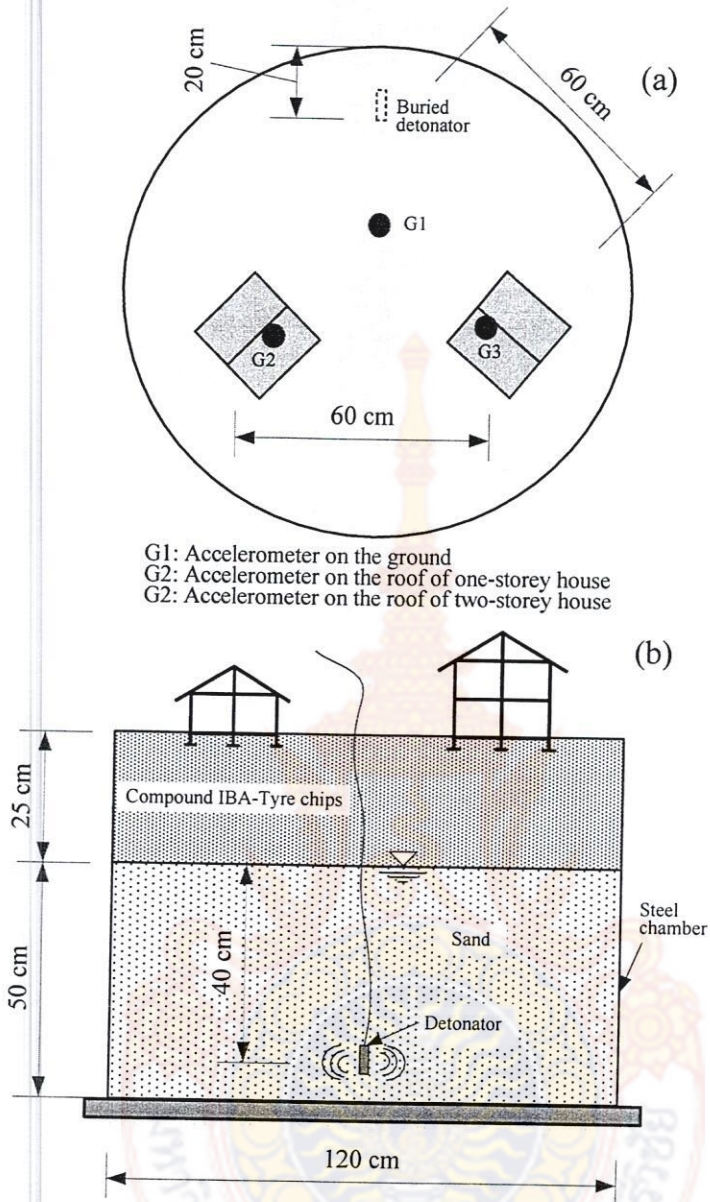 (a)
20 cm
60 cm
Buried
detonator
G1
G2
G3
60 cm
G1: Accelerometer on the ground
G2: Accelerometer on the roof of one-storey house
G2: Accelerometer on the roof of two-storey house
(b)
25 cm
Compound IBA-Tyre chips
50 cm
40 cm
Sand
Steel
chamber
Detonator
120 cm